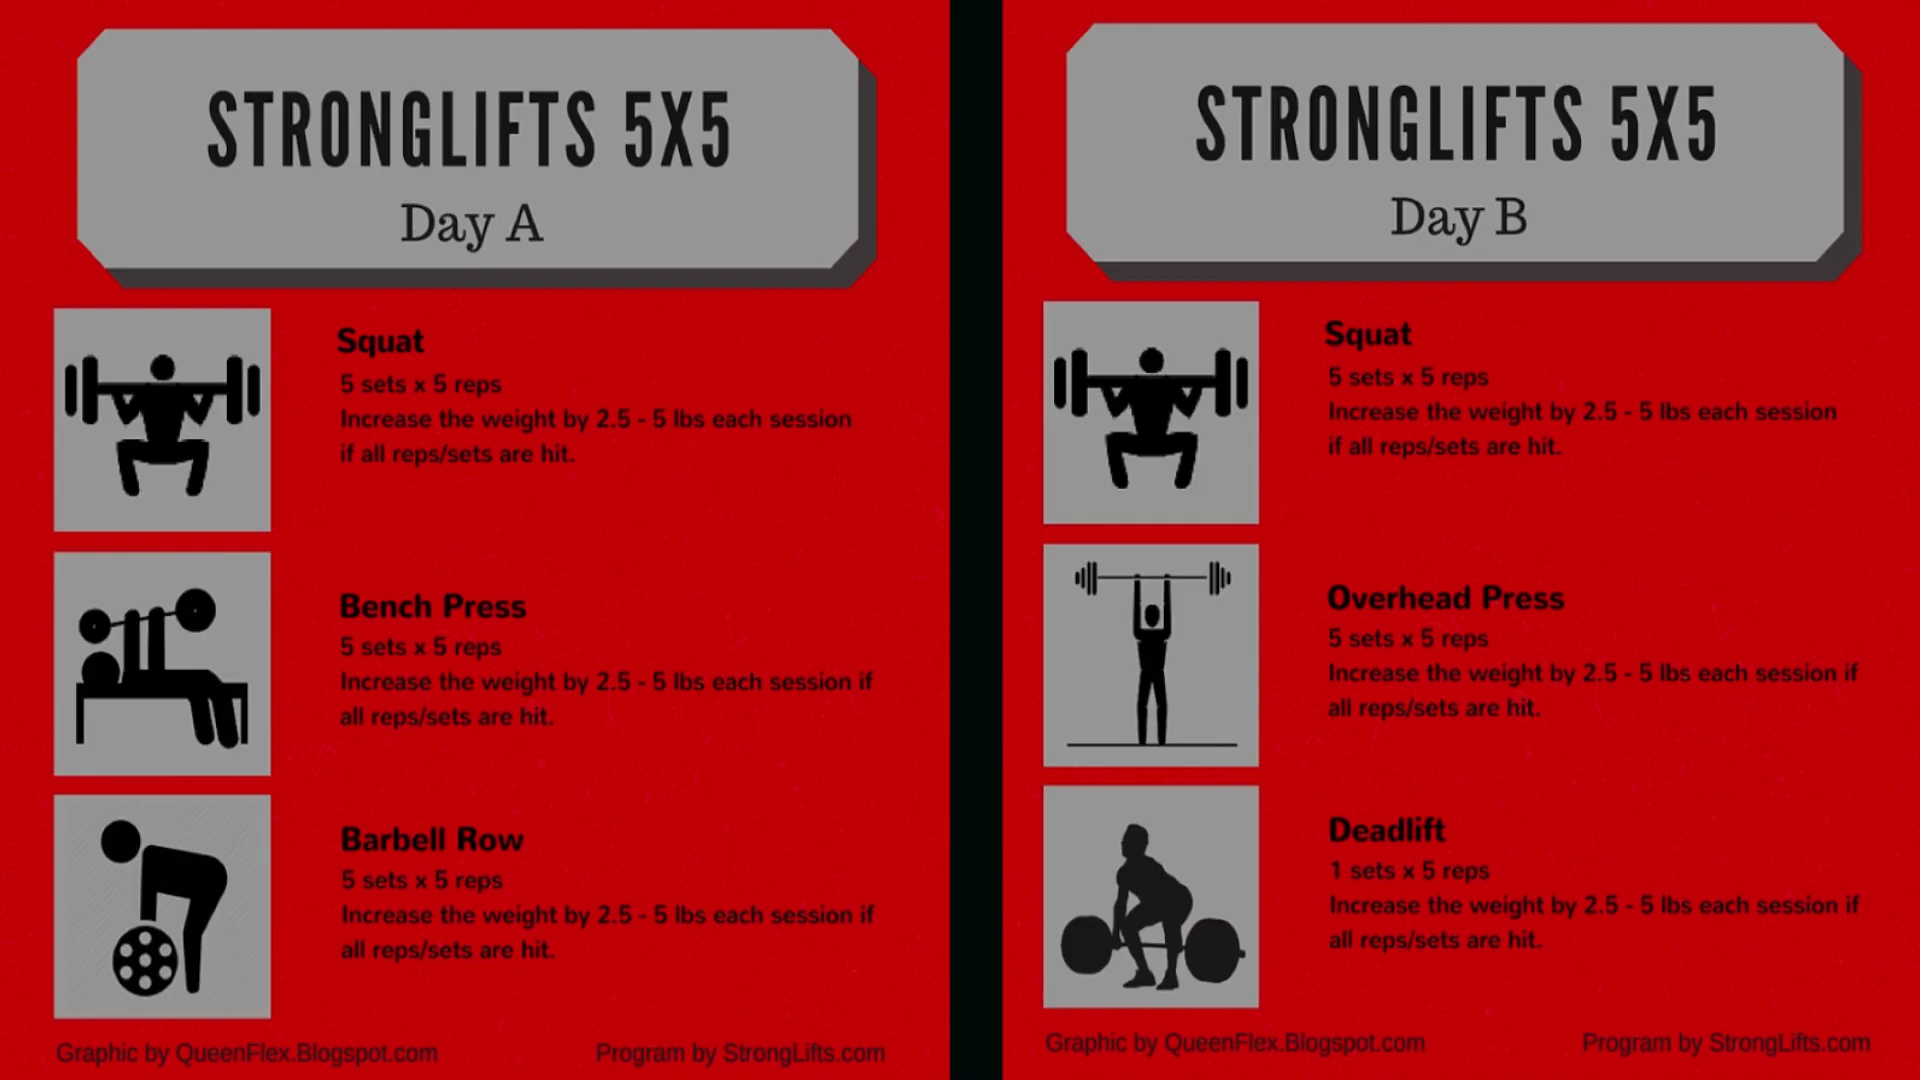 STRONGLIFTS 5X5
Day A
Squat
5 sets x 5 reps
Increase the weight by 2.5 - 5 lbs each session
if all reps/sets are hit.
Bench Press
5 sets x 5 reps
Increase the weight by 2.5 - 5 lbs each session if
all reps/sets are hit.
Barbell Row
5 sets x 5 reps
Increase the weight by 2.5 - 5 lbs each session if
all reps/sets are hit.
Graphic by QueenFlex.Blogspot.com
Program by StrongLifts.com
STRONGLIFTS 5X5
Day B
Squat
5 sets x 5 reps
Increase the weight by 2.5 - 5 lbs each session
if all reps/sets are hit.
Overhead Press
5 sets x 5 reps
Increase the weight by 2.5 - 5 lbs each session if
all reps/sets are hit.
Deadlift
1 sets x 5 reps
Increase the weight by 2.5 - 5 lbs each session if
all reps/sets are hit.
Graphic by QueenFlex.Blogspot.com
Program by StrongLifts.com